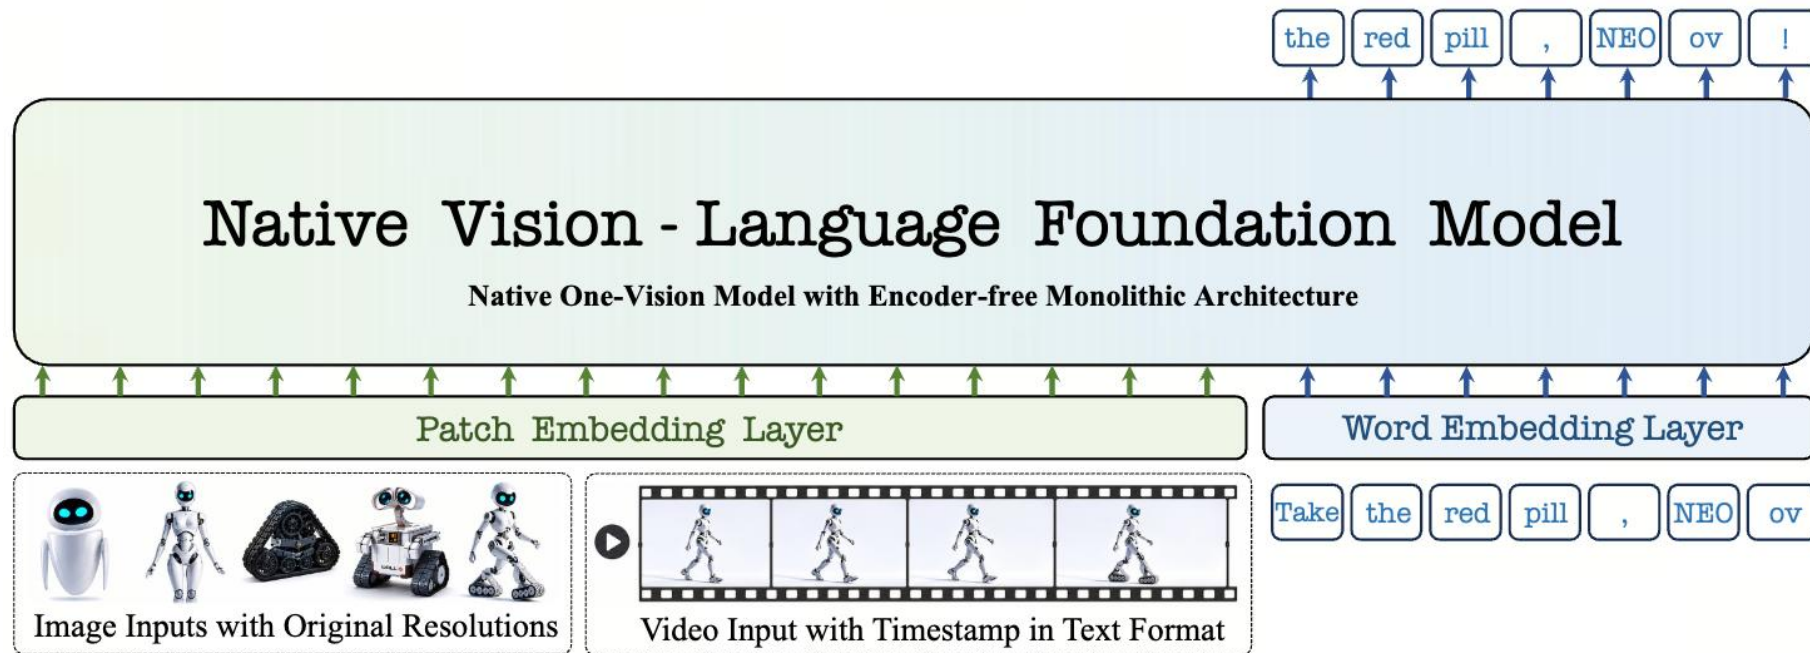 the red pill , NEO ov !
Native Vision - Language Foundation Model
Native One-Vision Model with Encoder-free Monolithic Architecture
Patch Embedding Layer
Word Embedding Layer
Take the red pill , NEO ov
WALL·E
Image Inputs with Original Resolutions
Video Input with Timestamp in Text Format